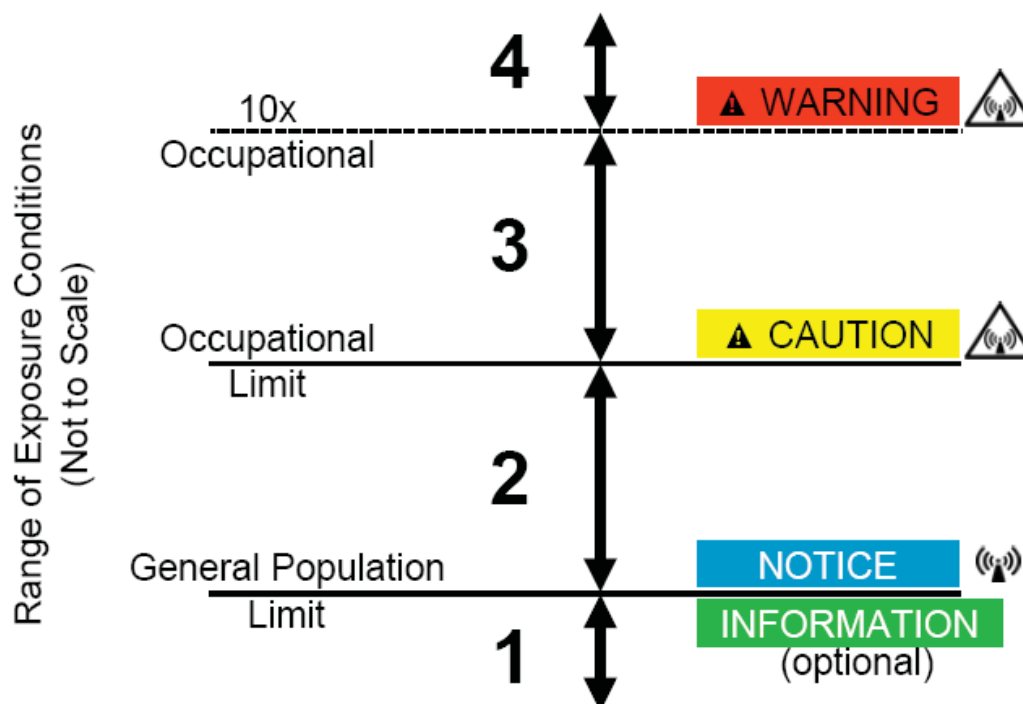 4
WARNING
10x
Occupational
3
Occupational
Limit
CAUTION
2
General Population
Limit
NOTICE
INFORMATION
(optional)
1
Range of Exposure Conditions
(Not to Scale)